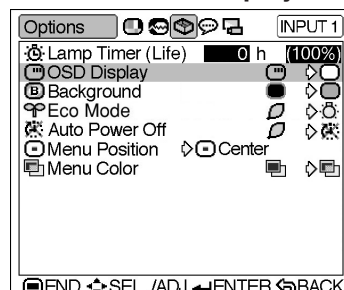 Options INPUT 1
Lamp Timer (Life) 0 h (100%)
OSD Display
B Background
Eco Mode
Auto Power Off
Menu Position Center
Menu Color
END SEL./ADJ. ENTER BACK